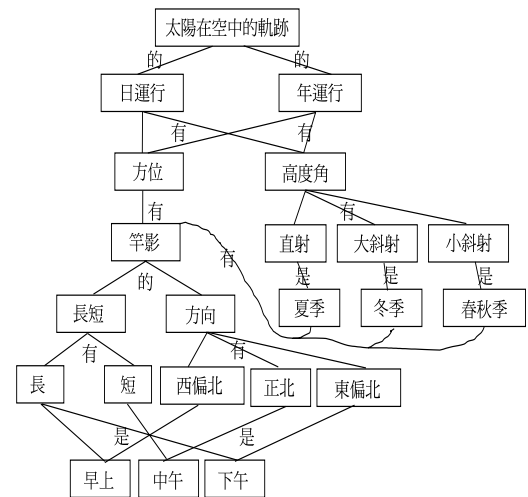 太陽在空中的軌跡
的 的
日運行 年運行
有 有
方位 高度角
有 有
竿影 直射 大斜射 小斜射
有
的 是 是 是
長短 方向 夏季 冬季 春秋季
有 有
長 短 西偏北 正北 東偏北
是 是
早上 中午 下午